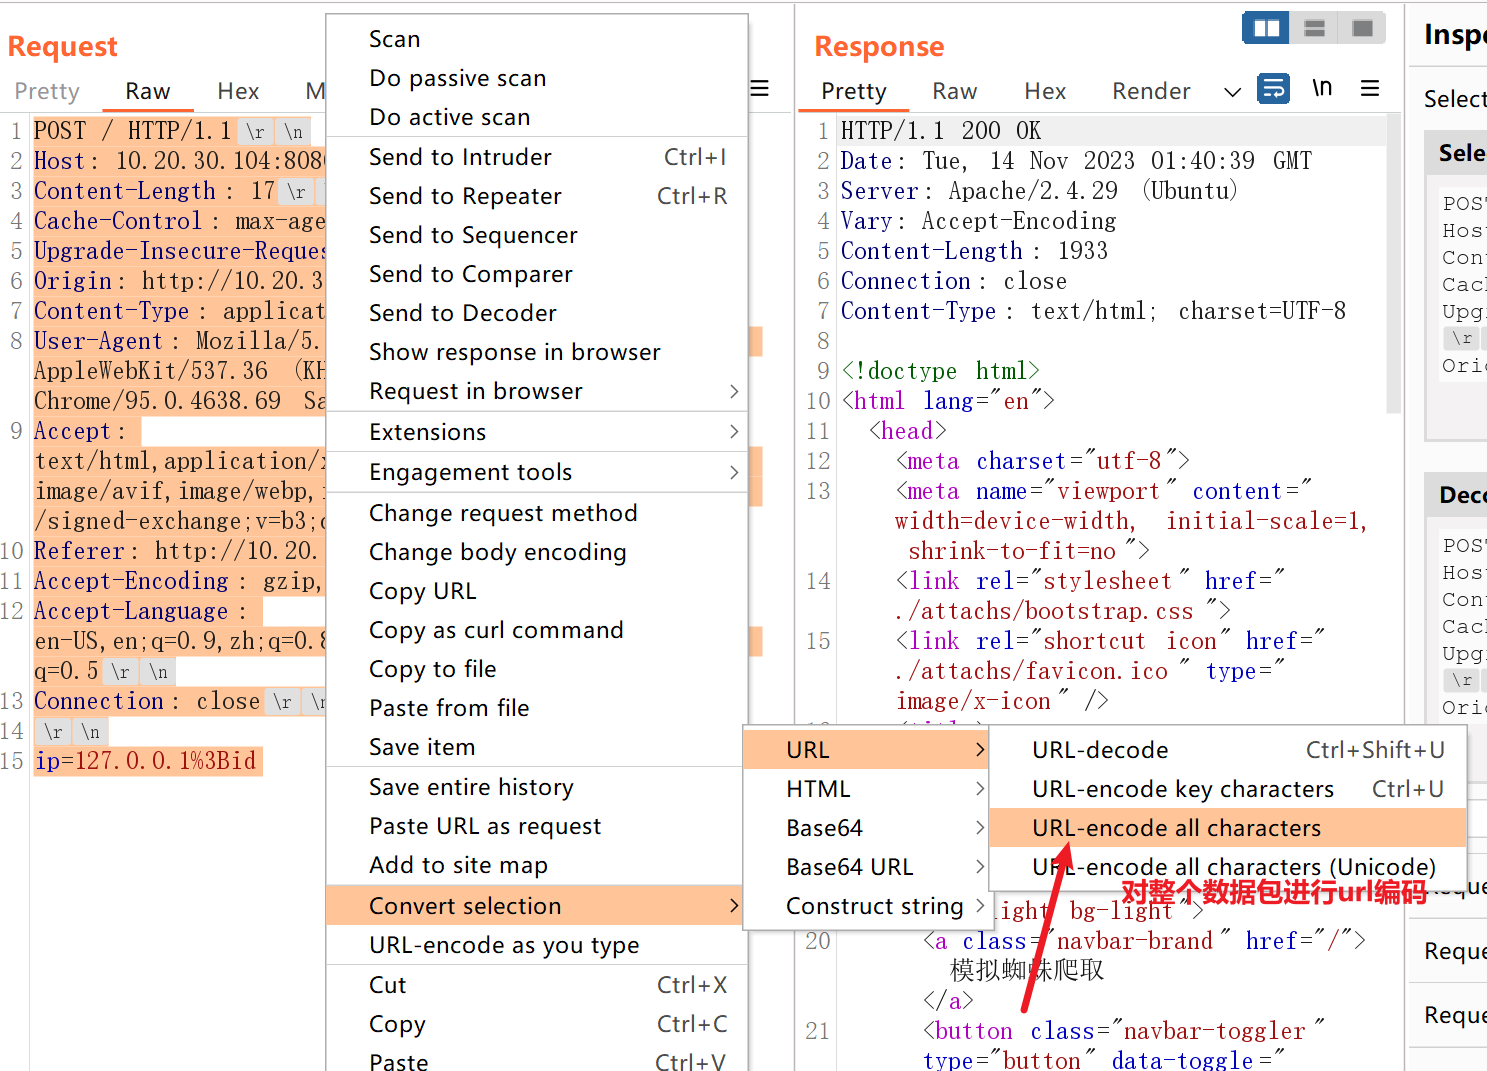 Request
Pretty Raw Hex
1 POST / HTTP/1.1 \r \n
2 Host: 10.20.30.104:808
3 Content-Length: 17 \r
4 Cache-Control: max-age
5 Upgrade-Insecure-Reques
6 Origin: http://10.20.3
7 Content-Type: applicat
8 User-Agent: Mozilla/5.
AppleWebKit/537.36 (KH
Chrome/95.0.4638.69 Sa
9 Accept:
text/html,application/x
image/avif,image/webp,
/signed-exchange;v=b3;q
10 Referer: http://10.20.
11 Accept-Encoding: gzip,
12 Accept-Language:
en-US,en;q=0.9,zh;q=0.8
q=0.5 \r \n
13 Connection: close \r \n
14 \r \n
15 ip=127.0.0.1%3Bid
Scan
Do passive scan
Do active scan
Send to Intruder Ctrl+I
Send to Repeater Ctrl+R
Send to Sequencer
Send to Comparer
Send to Decoder
Show response in browser
Request in browser
Extensions
Engagement tools
Change request method
Change body encoding
Copy URL
Copy as curl command
Copy to file
Paste from file
Save item
Save entire history
Paste URL as request
Add to site map
Convert selection
URL-encode as you type
Cut Ctrl+X
Copy Ctrl+C
Paste Ctrl+V
URL
HTML
Base64
Base64 URL
Construct string
URL-decode Ctrl+Shift+U
URL-encode key characters Ctrl+U
URL-encode all characters
URL-encode all characters (Unicode)
对整个数据包进行url编码
Response
Pretty Raw Hex Render \n
1 HTTP/1.1 200 OK
2 Date: Tue, 14 Nov 2023 01:40:39 GMT
3 Server: Apache/2.4.29 (Ubuntu)
4 Vary: Accept-Encoding
5 Content-Length: 1933
6 Connection: close
7 Content-Type: text/html; charset=UTF-8
8
9 <!doctype html>
10 <html lang="en">
11 <head>
12 <meta charset="utf-8">
13 <meta name="viewport" content="
width=device-width, initial-scale=1,
shrink-to-fit=no">
14 <link rel="stylesheet" href="
./attachs/bootstrap.css">
15 <link rel="shortcut icon" href="
./attachs/favicon.ico" type="
image/x-icon" />
ight bg-light">
20 <a class="navbar-brand" href="/">
模拟蜘蛛爬取
</a>
21 <button class="navbar-toggler"
type="button" data-toggle="
Inspe
Select
Sele
POST
Host
Cont
Cach
Upgr
\r
Orig
Deco
POST
Host
Cont
Cach
Upgr
\r
Orig
Reque
Reque